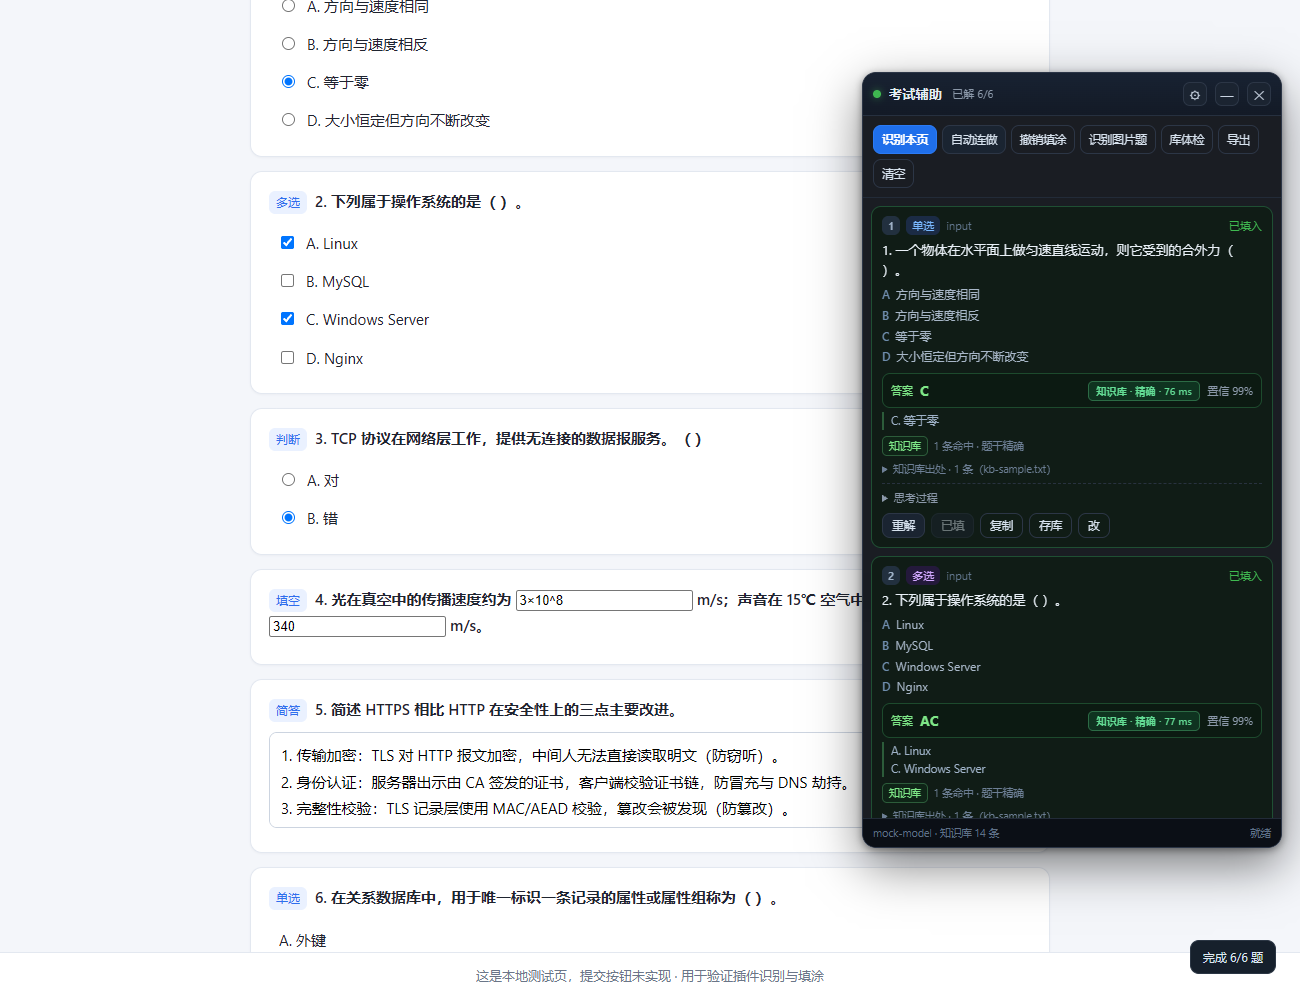 A. 方向与速度相同
B. 方向与速度相反
C. 等于零
D. 大小恒定但方向不断改变
多选 2. 下列属于操作系统的是（ ）。
A. Linux
B. MySQL
C. Windows Server
D. Nginx
判断 3. TCP 协议在网络层工作，提供无连接的数据报服务。（ ）
A. 对
B. 错
填空 4. 光在真空中的传播速度约为 3×10^8 m/s；声音在 15℃ 空气中
340 m/s。
简答 5. 简述 HTTPS 相比 HTTP 在安全性上的三点主要改进。
1. 传输加密：TLS 对 HTTP 报文加密，中间人无法直接读取明文（防窃听）。
2. 身份认证：服务器出示由 CA 签发的证书，客户端校验证书链，防冒充与 DNS 劫持。
3. 完整性校验：TLS 记录层使用 MAC/AEAD 校验，篡改会被发现（防篡改）。
单选 6. 在关系数据库中，用于唯一标识一条记录的属性或属性组称为（ ）。
A. 外键
这是本地测试页，提交按钮未实现 · 用于验证插件识别与填涂
考试辅助 已解 6/6
识别本页 自动连做 撤销填涂 识别图片题 库体检 导出
清空
1 单选 input 已填入
1. 一个物体在水平面上做匀速直线运动，则它受到的合外力（
）。
A 方向与速度相同
B 方向与速度相反
C 等于零
D 大小恒定但方向不断改变
答案 C 知识库 · 精确 · 76 ms 置信 99%
C. 等于零
知识库 1 条命中 · 题干精确
知识库出处 · 1 条（kb-sample.txt）
思考过程
重解 已填 复制 存库 改
2 多选 input 已填入
2. 下列属于操作系统的是（ ）。
A Linux
B MySQL
C Windows Server
D Nginx
答案 AC 知识库 · 精确 · 77 ms 置信 99%
A. Linux
C. Windows Server
知识库 1 条命中 · 题干精确
知识库出处 · 1 条（kb-sample.txt）
mock-model · 知识库 14 条 就绪
完成 6/6 题